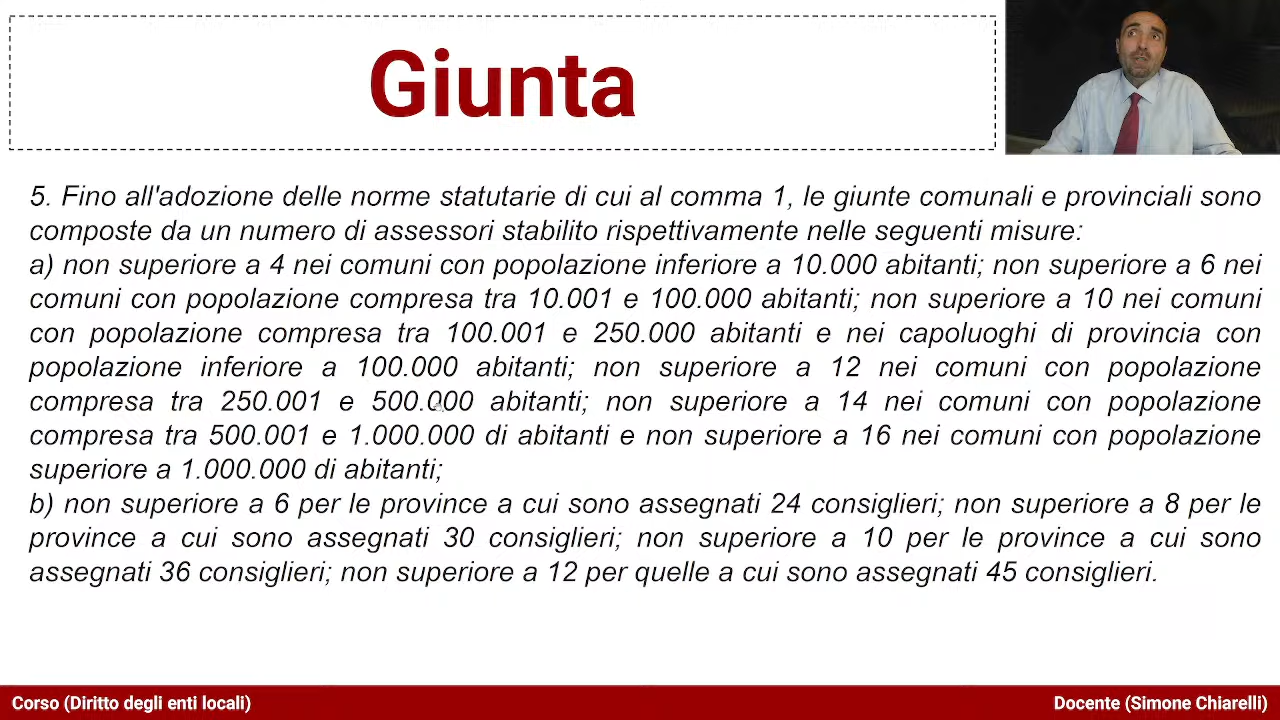 Giunta
5. Fino all'adozione delle norme statutarie di cui al comma 1, le giunte comunali e provinciali sono
composte da un numero di assessori stabilito rispettivamente nelle seguenti misure:
a) non superiore a 4 nei comuni con popolazione inferiore a 10.000 abitanti; non superiore a 6 nei
comuni con popolazione compresa tra 10.001 e 100.000 abitanti; non superiore a 10 nei comuni
con popolazione compresa tra 100.001 e 250.000 abitanti e nei capoluoghi di provincia con
popolazione inferiore a 100.000 abitanti; non superiore a 12 nei comuni con popolazione
compresa tra 250.001 e 500.000 abitanti; non superiore a 14 nei comuni con popolazione
compresa tra 500.001 e 1.000.000 di abitanti e non superiore a 16 nei comuni con popolazione
superiore a 1.000.000 di abitanti;
b) non superiore a 6 per le province a cui sono assegnati 24 consiglieri; non superiore a 8 per le
province a cui sono assegnati 30 consiglieri; non superiore a 10 per le province a cui sono
assegnati 36 consiglieri; non superiore a 12 per quelle a cui sono assegnati 45 consiglieri.
Corso (Diritto degli enti locali)
Docente (Simone Chiarelli)